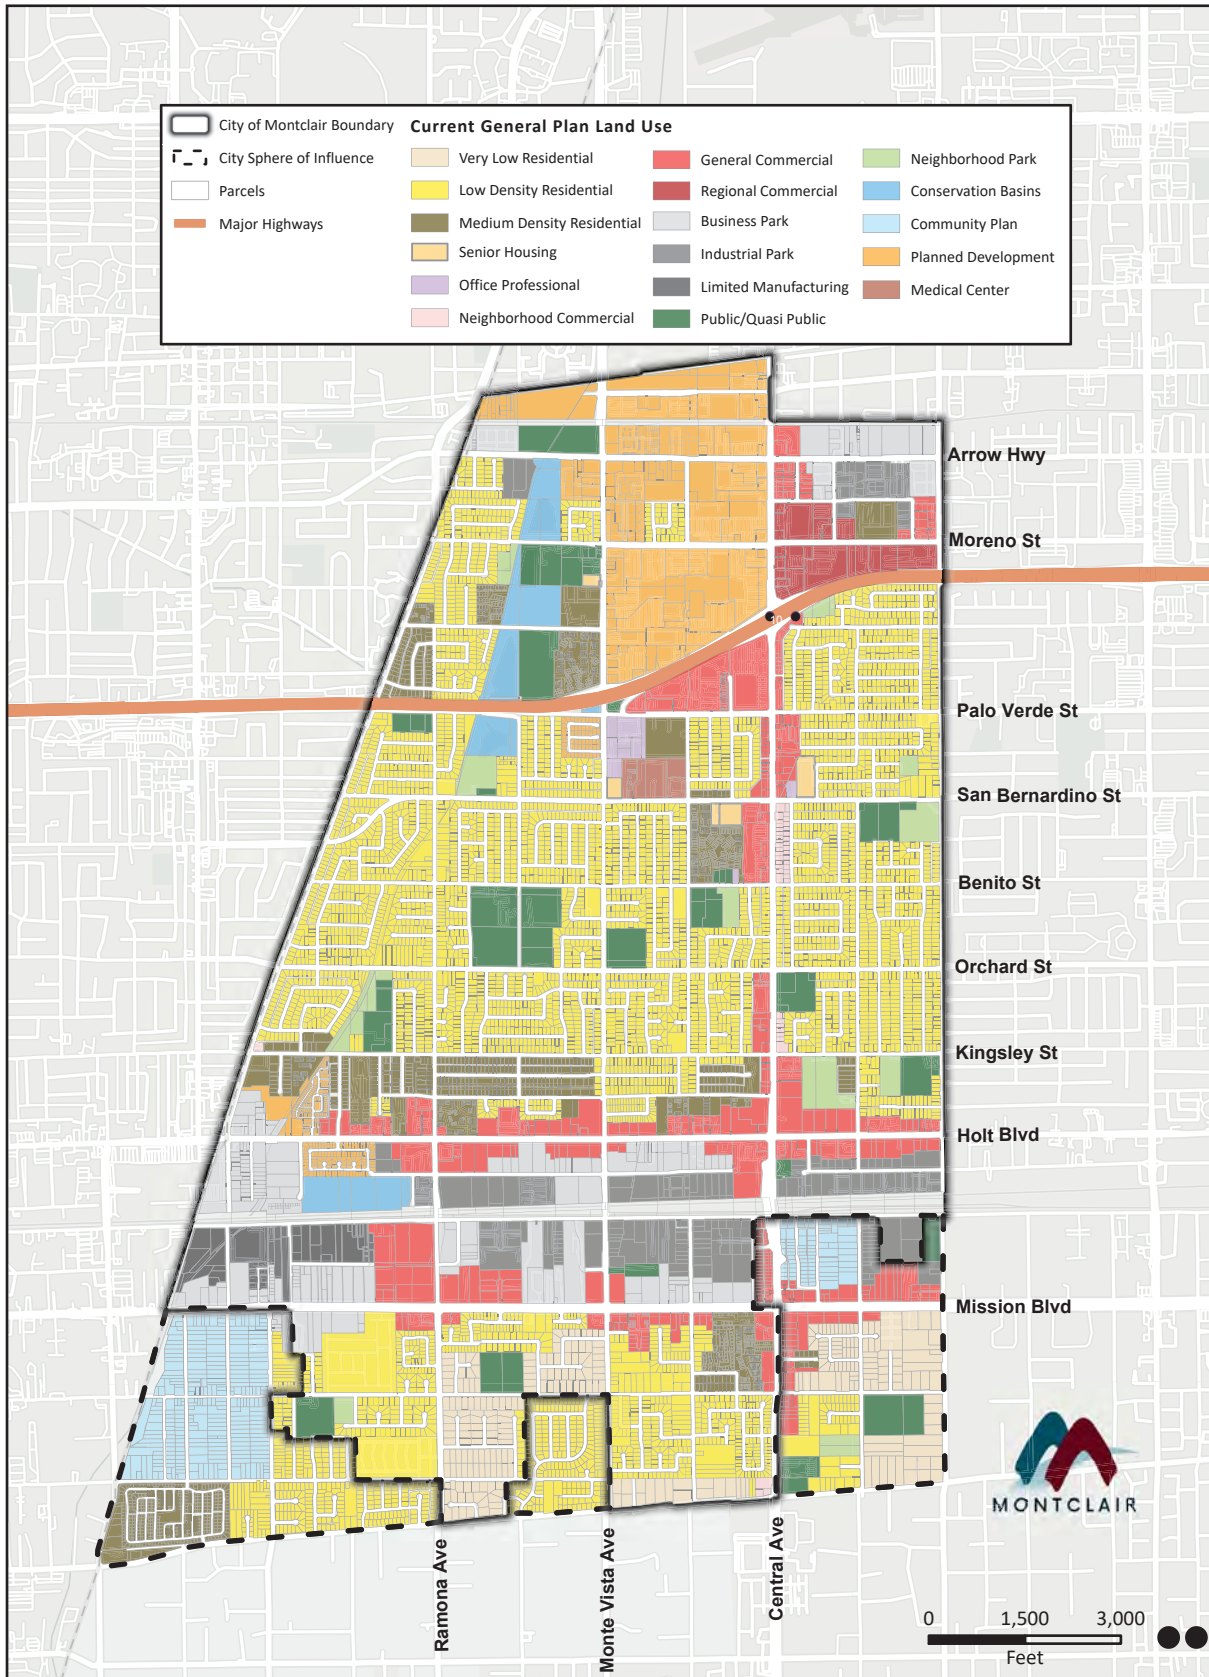 City of Montclair Boundary
City Sphere of Influence
Parcels
Major Highways
Current General Plan Land Use
Very Low Residential
Low Density Residential
Medium Density Residential
Senior Housing
Office Professional
Neighborhood Commercial
General Commercial
Regional Commercial
Business Park
Industrial Park
Limited Manufacturing
Public/Quasi Public
Neighborhood Park
Conservation Basins
Community Plan
Planned Development
Medical Center
Arrow Hwy
Moreno St
10
Palo Verde St
San Bernardino St
Benito St
Orchard St
Kingsley St
Holt Blvd
Mission Blvd
MONTCLAIR
Ramona Ave
Monte Vista Ave
Central Ave
0 1,500 3,000
Feet